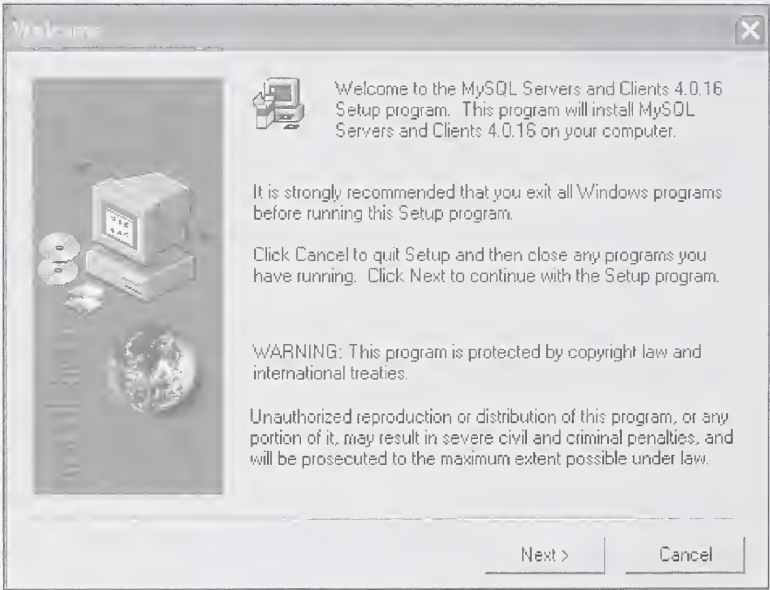 Welcome
Welcome to the MySQL Servers and Clients 4.0.16
Setup program. This program will install MySQL
Servers and Clients 4.0.16 on your computer.
It is strongly recommended that you exit all Windows programs
before running this Setup program.
Click Cancel to quit Setup and then close any programs you
have running. Click Next to continue with the Setup program.
WARNING: This program is protected by copyright law and
international treaties.
Unauthorized reproduction or distribution of this program, or any
portion of it, may result in severe civil and criminal penalties, and
will be prosecuted to the maximum extent possible under law.
Next >
Cancel